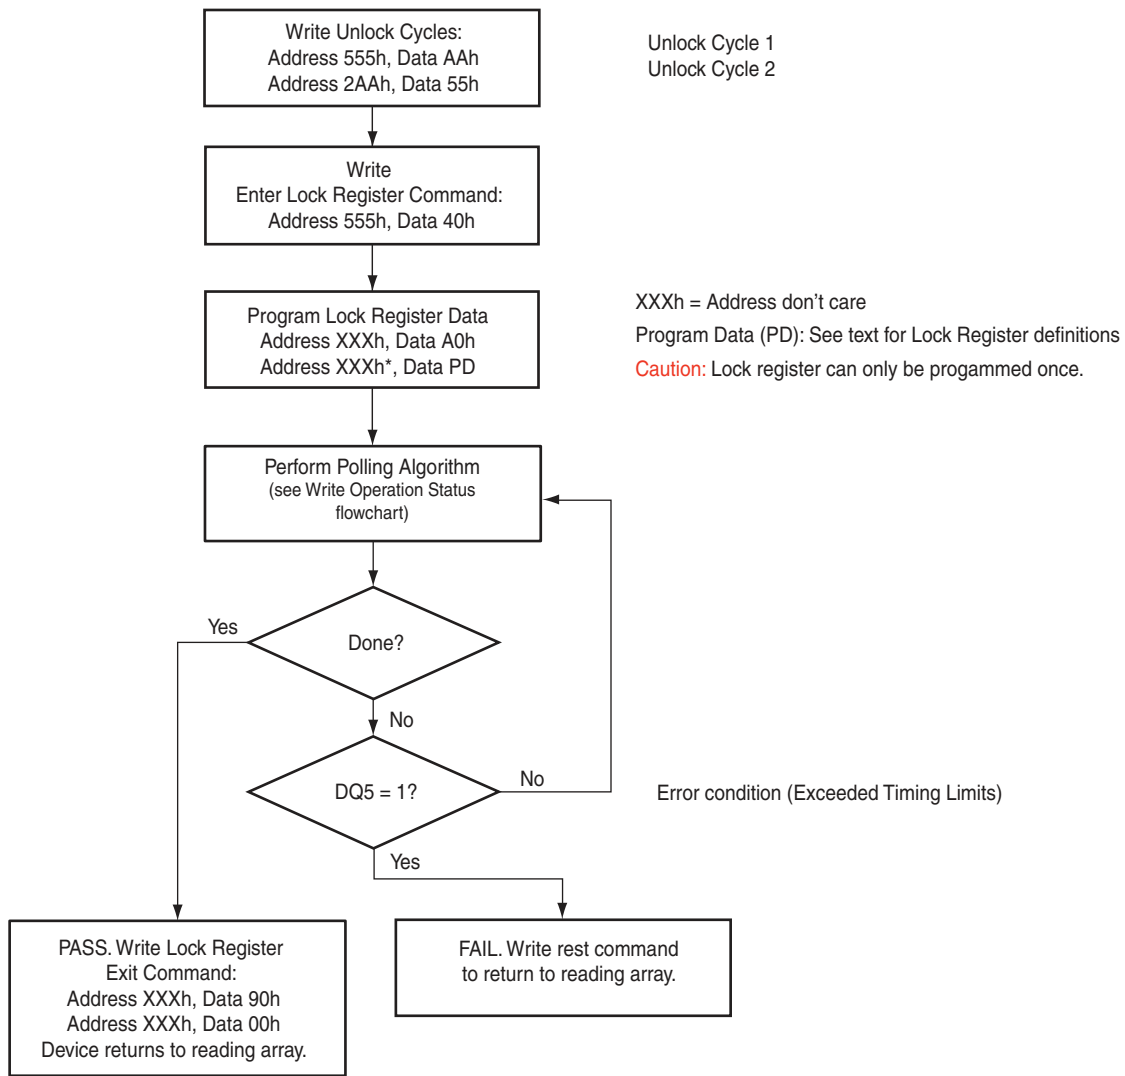 Write Unlock Cycles:
Address 555h, Data AAh
Address 2AAh, Data 55h
Unlock Cycle 1
Unlock Cycle 2
Write
Enter Lock Register Command:
Address 555h, Data 40h
Program Lock Register Data
Address XXXh, Data A0h
Address XXXh*, Data PD
XXXh = Address don't care
Program Data (PD): See text for Lock Register definitions
Caution: Lock register can only be progammed once.
Perform Polling Algorithm
(see Write Operation Status
flowchart)
Yes
Done?
No
DQ5 = 1?
No
Error condition (Exceeded Timing Limits)
Yes
PASS. Write Lock Register
Exit Command:
Address XXXh, Data 90h
Address XXXh, Data 00h
Device returns to reading array.
FAIL. Write rest command
to return to reading array.